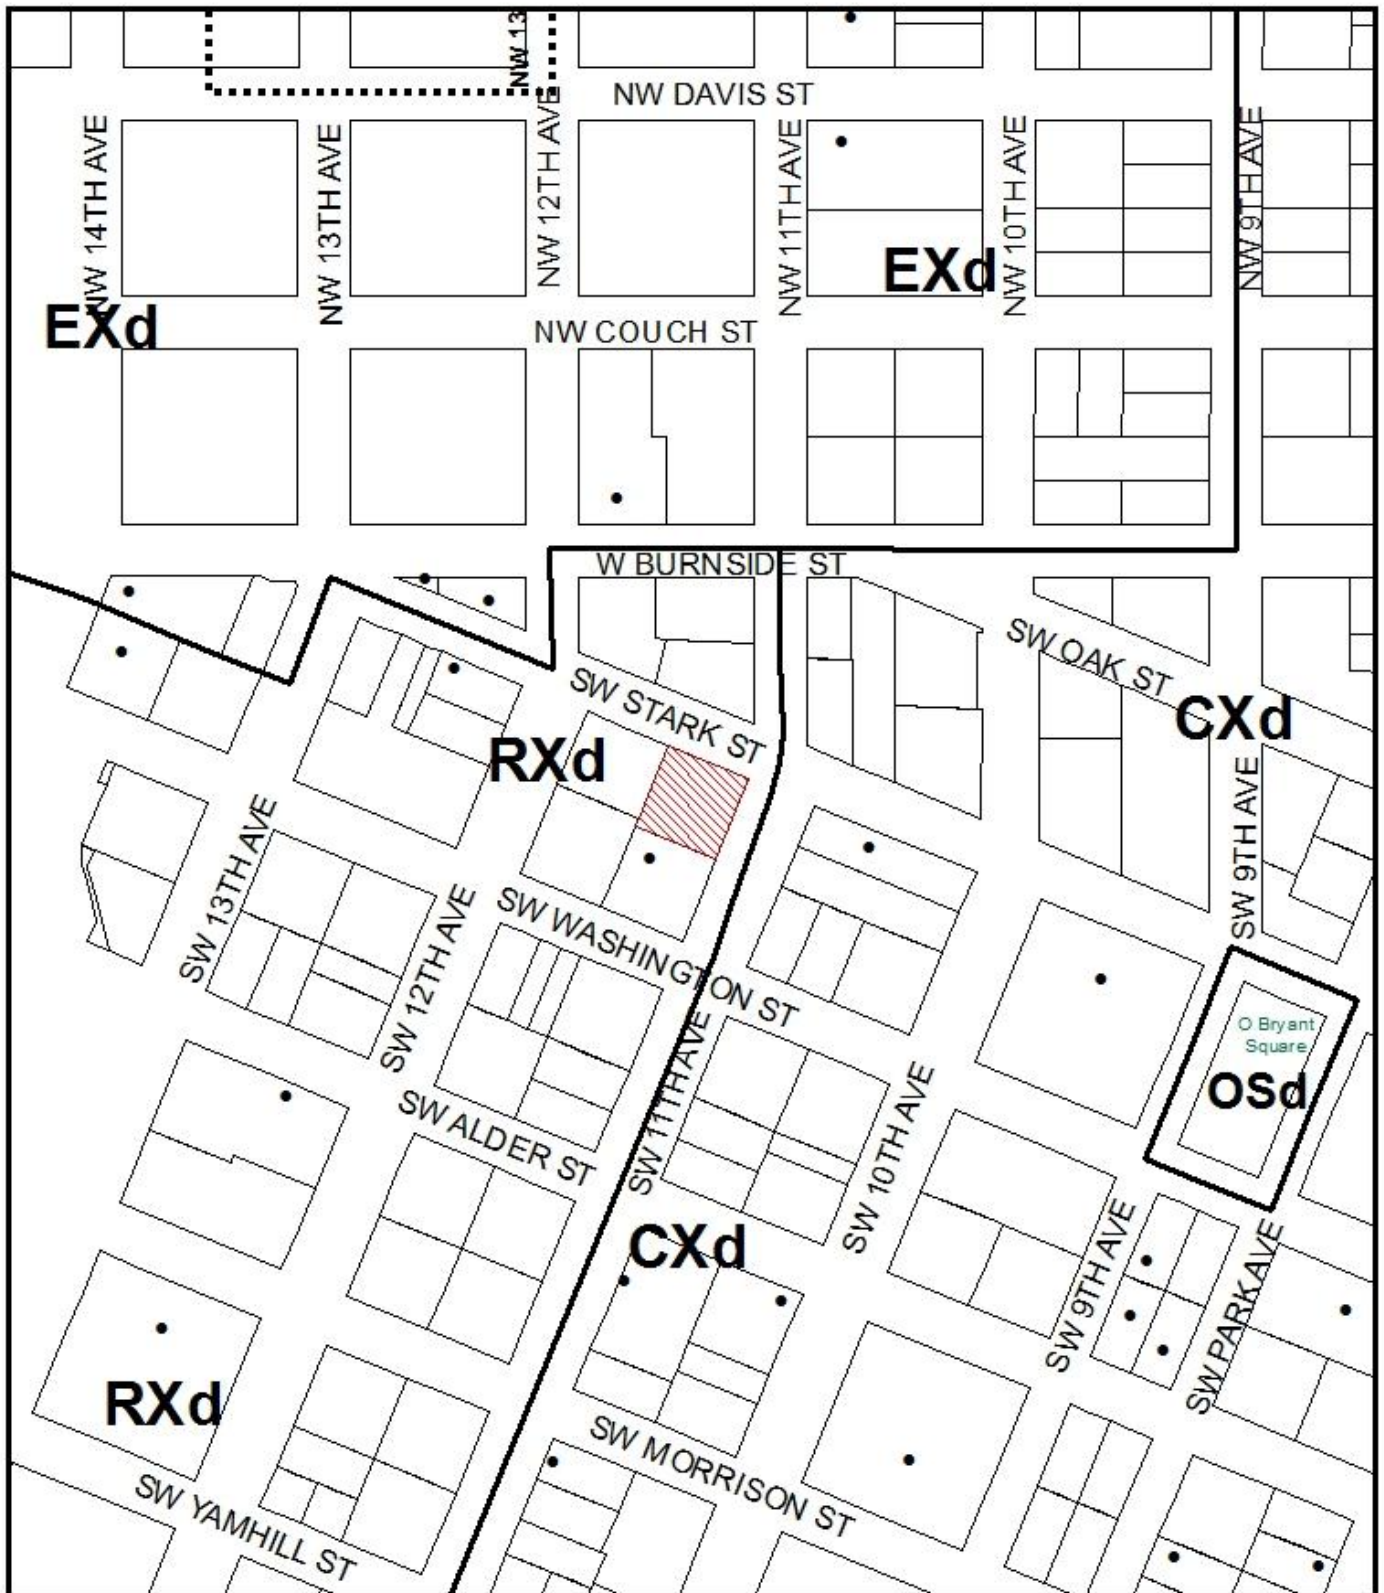 NW 13
NW DAVIS ST
NW 14TH AVE
NW 13TH AVE
NW 12TH AVE
NW 11TH AVE
NW 10TH AVE
NW 9TH AVE
EXd
EXd
NW COUCH ST
W BURNSIDE ST
SW OAK ST
SW STARK ST
CXd
RXd
SW 9TH AVE
SW 13TH AVE
SW 12TH AVE
SW WASHINGTON ST
SW 11TH AVE
O Bryant
Square
OSd
SW 10TH AVE
SW ALDER ST
CXd
SW 9TH AVE
SW PARK AVE
RXd
SW MORRISON ST
SW YAMHILL ST